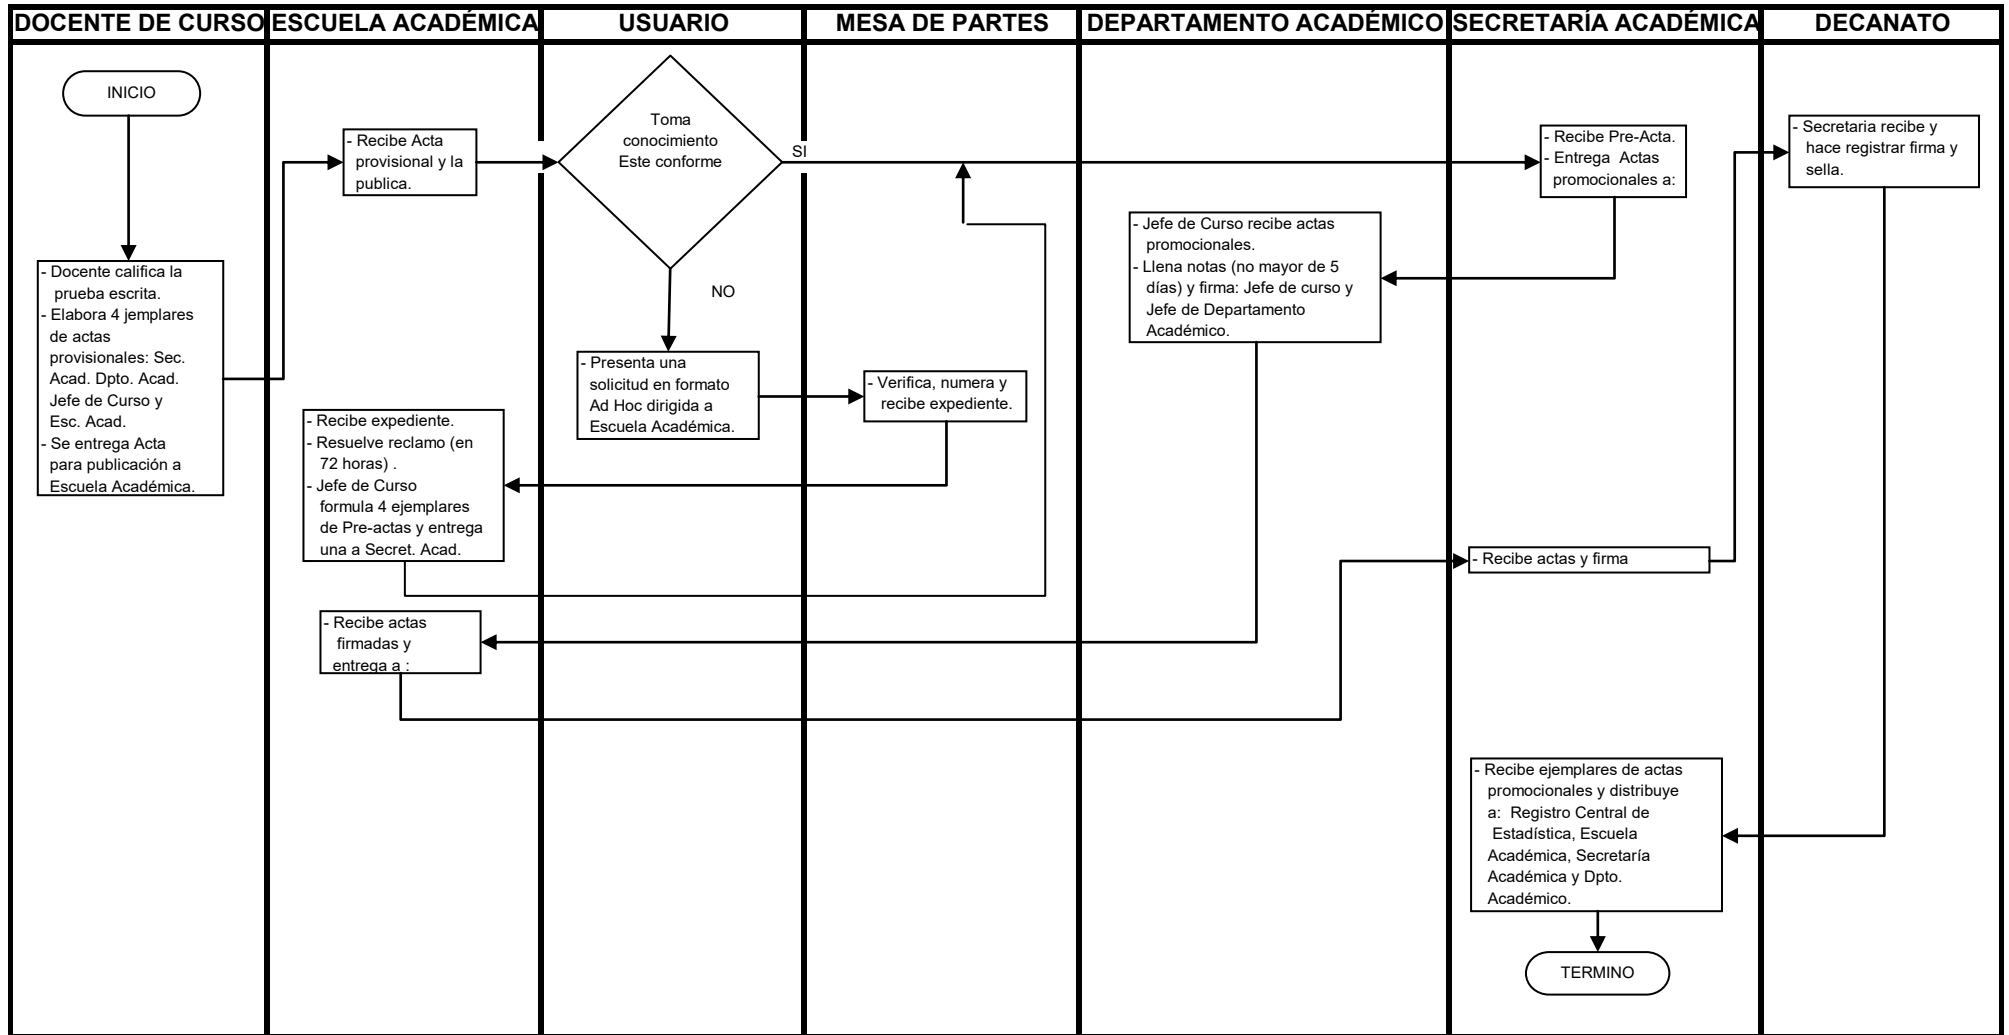 DOCENTE DE CURSO
ESCUELA ACADÉMICA
USUARIO
MESA DE PARTES
DEPARTAMENTO ACADÉMICO
SECRETARÍA ACADÉMICA
DECANATO
INICIO
- Docente califica la
prueba escrita.
- Elabora 4 jemplares
de actas
provisionales: Sec.
Acad. Dpto. Acad.
Jefe de Curso y
Esc. Acad.
- Se entrega Acta
para publicación a
Escuela Académica.
- Recibe Acta
provisional y la
publica.
Toma
conocimiento
Este conforme
SI
NO
- Presenta una
solicitud en formato
Ad Hoc dirigida a
Escuela Académica.
- Verifica, numera y
recibe expediente.
- Recibe expediente.
- Resuelve reclamo (en
72 horas) .
- Jefe de Curso
formula 4 ejemplares
de Pre-actas y entrega
una a Secret. Acad.
- Recibe Pre-Acta.
- Entrega Actas
promocionales a:
- Jefe de Curso recibe actas
promocionales.
- Llena notas (no mayor de 5
días) y firma: Jefe de curso y
Jefe de Departamento
Académico.
- Recibe actas
firmadas y
entrega a :
- Recibe actas y firma
- Secretaria recibe y
hace registrar firma y
sella.
- Recibe ejemplares de actas
promocionales y distribuye
a: Registro Central de
Estadística, Escuela
Académica, Secretaría
Académica y Dpto.
Académico.
TERMINO